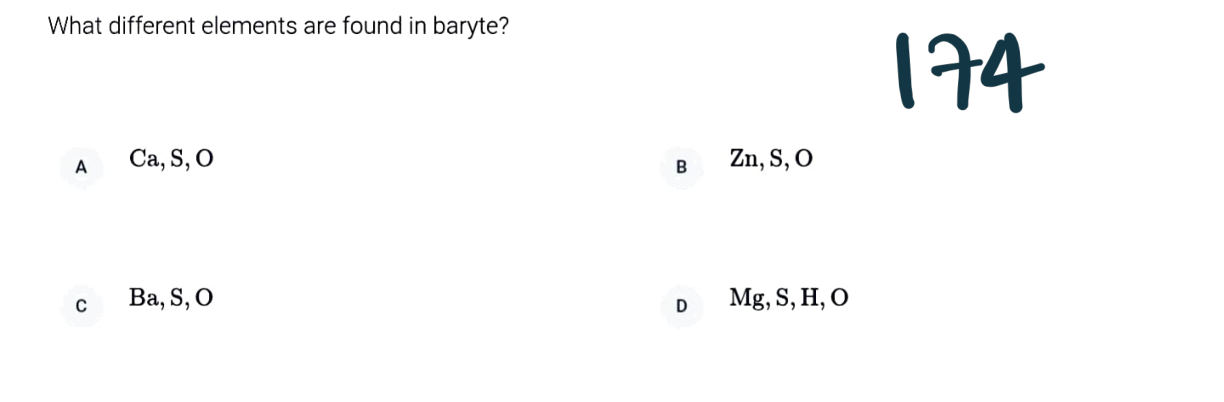 What different elements are found in baryte?
174
A Ca, S, O
B Zn, S, O
C Ba, S, O
D Mg, S, H, O